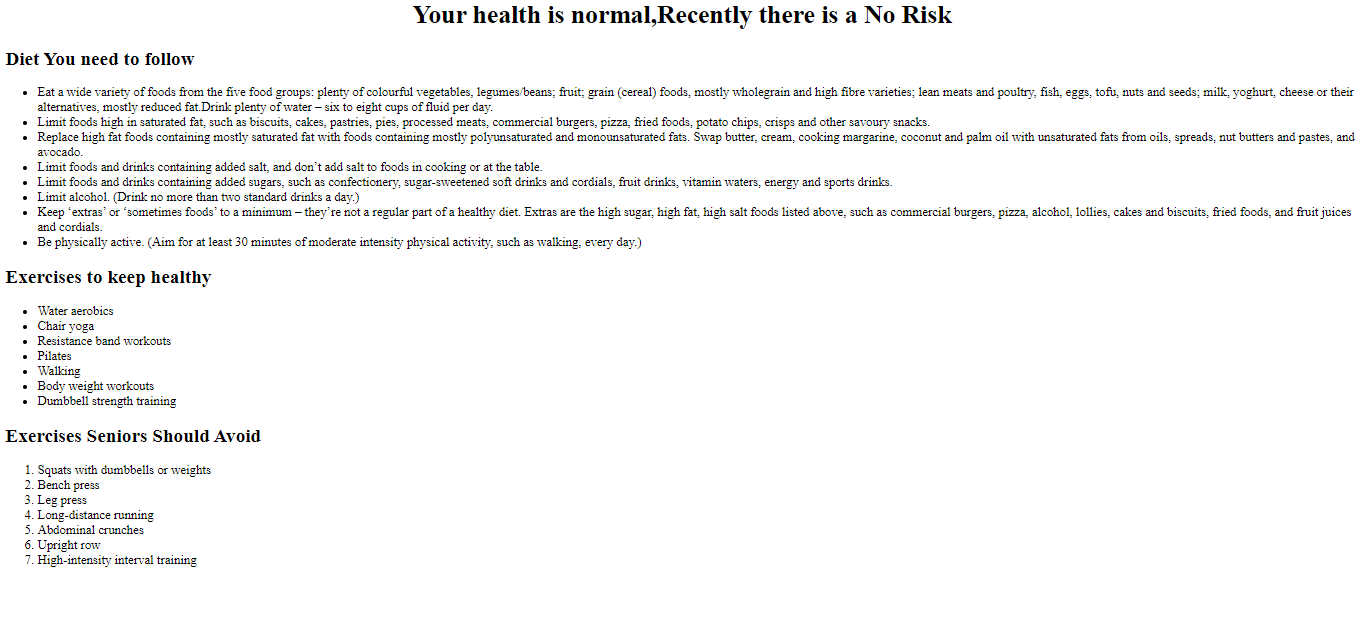 Your health is normal,Recently there is a No Risk
Diet You need to follow
• Eat a wide variety of foods from the five food groups: plenty of colourful vegetables, legumes/beans; fruit; grain (cereal) foods, mostly wholegrain and high fibre varieties; lean meats and poultry, fish, eggs, tofu, nuts and seeds; milk, yoghurt, cheese or their
alternatives, mostly reduced fat.Drink plenty of water – six to eight cups of fluid per day.
• Limit foods high in saturated fat, such as biscuits, cakes, pastries, pies, processed meats, commercial burgers, pizza, fried foods, potato chips, crisps and other savoury snacks.
• Replace high fat foods containing mostly saturated fat with foods containing mostly polyunsaturated and monounsaturated fats. Swap butter, cream, cooking margarine, coconut and palm oil with unsaturated fats from oils, spreads, nut butters and pastes, and
avocado.
• Limit foods and drinks containing added salt, and don’t add salt to foods in cooking or at the table.
• Limit foods and drinks containing added sugars, such as confectionery, sugar-sweetened soft drinks and cordials, fruit drinks, vitamin waters, energy and sports drinks.
• Limit alcohol. (Drink no more than two standard drinks a day.)
• Keep ‘extras’ or ‘sometimes foods’ to a minimum – they’re not a regular part of a healthy diet. Extras are the high sugar, high fat, high salt foods listed above, such as commercial burgers, pizza, alcohol, lollies, cakes and biscuits, fried foods, and fruit juices
and cordials.
• Be physically active. (Aim for at least 30 minutes of moderate intensity physical activity, such as walking, every day.)
Exercises to keep healthy
• Water aerobics
• Chair yoga
• Resistance band workouts
• Pilates
• Walking
• Body weight workouts
• Dumbbell strength training
Exercises Seniors Should Avoid
1. Squats with dumbbells or weights
2. Bench press
3. Leg press
4. Long-distance running
5. Abdominal crunches
6. Upright row
7. High-intensity interval training